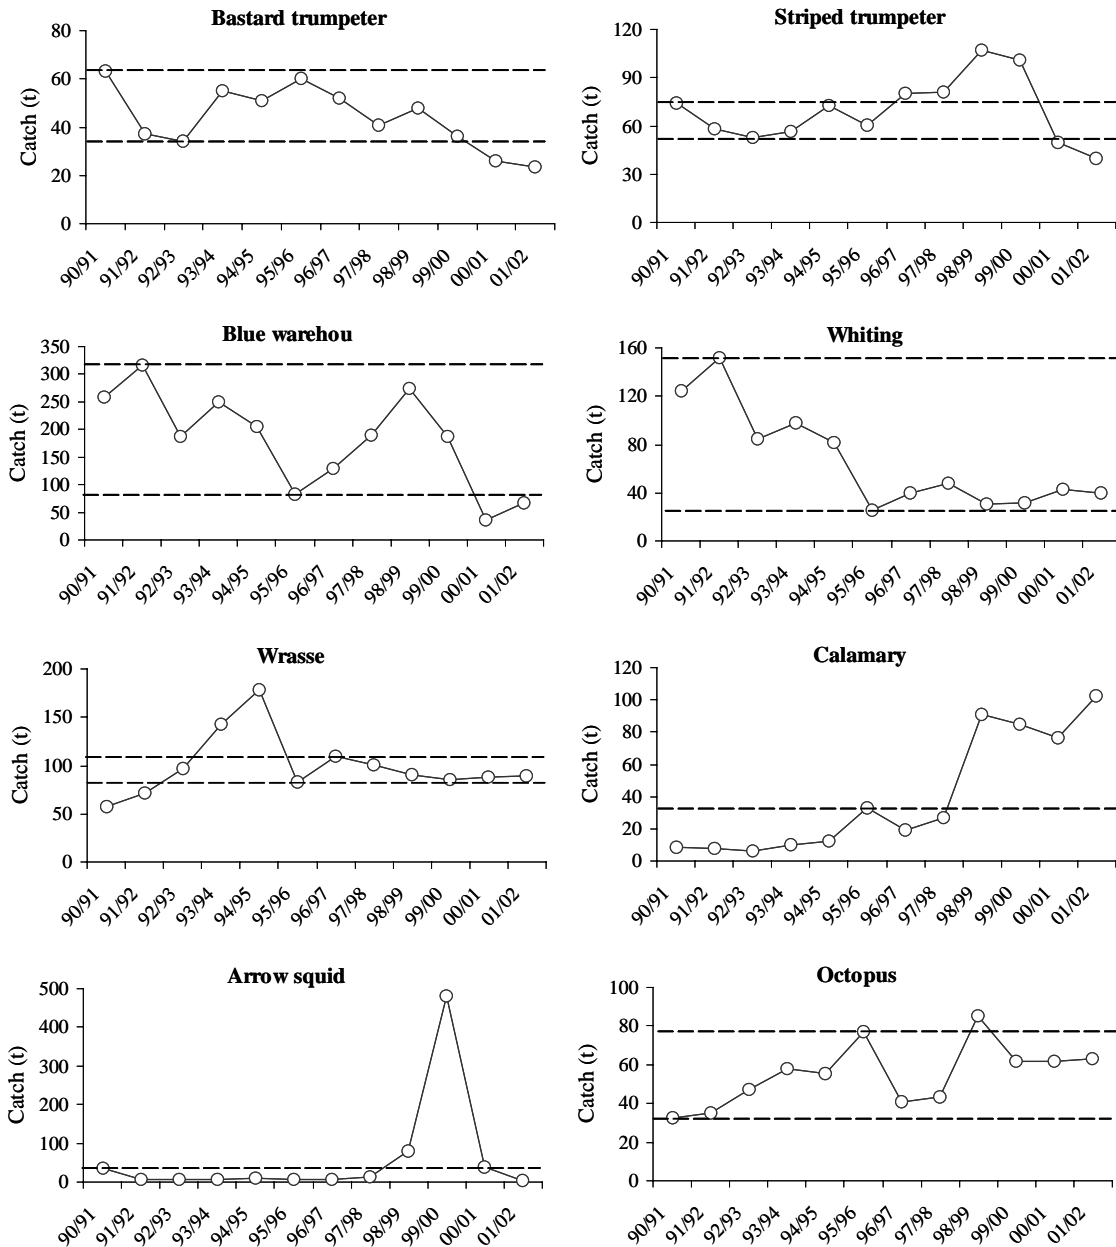 Bastard trumpeter
Catch (t)
80
60
40
20
0
90/91 91/92 92/93 93/94 94/95 95/96 96/97 97/98 98/99 99/00 00/01 01/02
Striped trumpeter
Catch (t)
120
90
60
30
0
90/91 91/92 92/93 93/94 94/95 95/96 96/97 97/98 98/99 99/00 00/01 01/02
Blue warehou
Catch (t)
350
300
250
200
150
100
50
0
90/91 91/92 92/93 93/94 94/95 95/96 96/97 97/98 98/99 99/00 00/01 01/02
Whiting
Catch (t)
160
120
80
40
0
90/91 91/92 92/93 93/94 94/95 95/96 96/97 97/98 98/99 99/00 00/01 01/02
Wrasse
Catch (t)
200
150
100
50
0
90/91 91/92 92/93 93/94 94/95 95/96 96/97 97/98 98/99 99/00 00/01 01/02
Calamary
Catch (t)
120
100
80
60
40
20
0
90/91 91/92 92/93 93/94 94/95 95/96 96/97 97/98 98/99 99/00 00/01 01/02
Arrow squid
Catch (t)
500
400
300
200
100
0
90/91 91/92 92/93 93/94 94/95 95/96 96/97 97/98 98/99 99/00 00/01 01/02
Octopus
Catch (t)
100
80
60
40
20
0
90/91 91/92 92/93 93/94 94/95 95/96 96/97 97/98 98/99 99/00 00/01 01/02